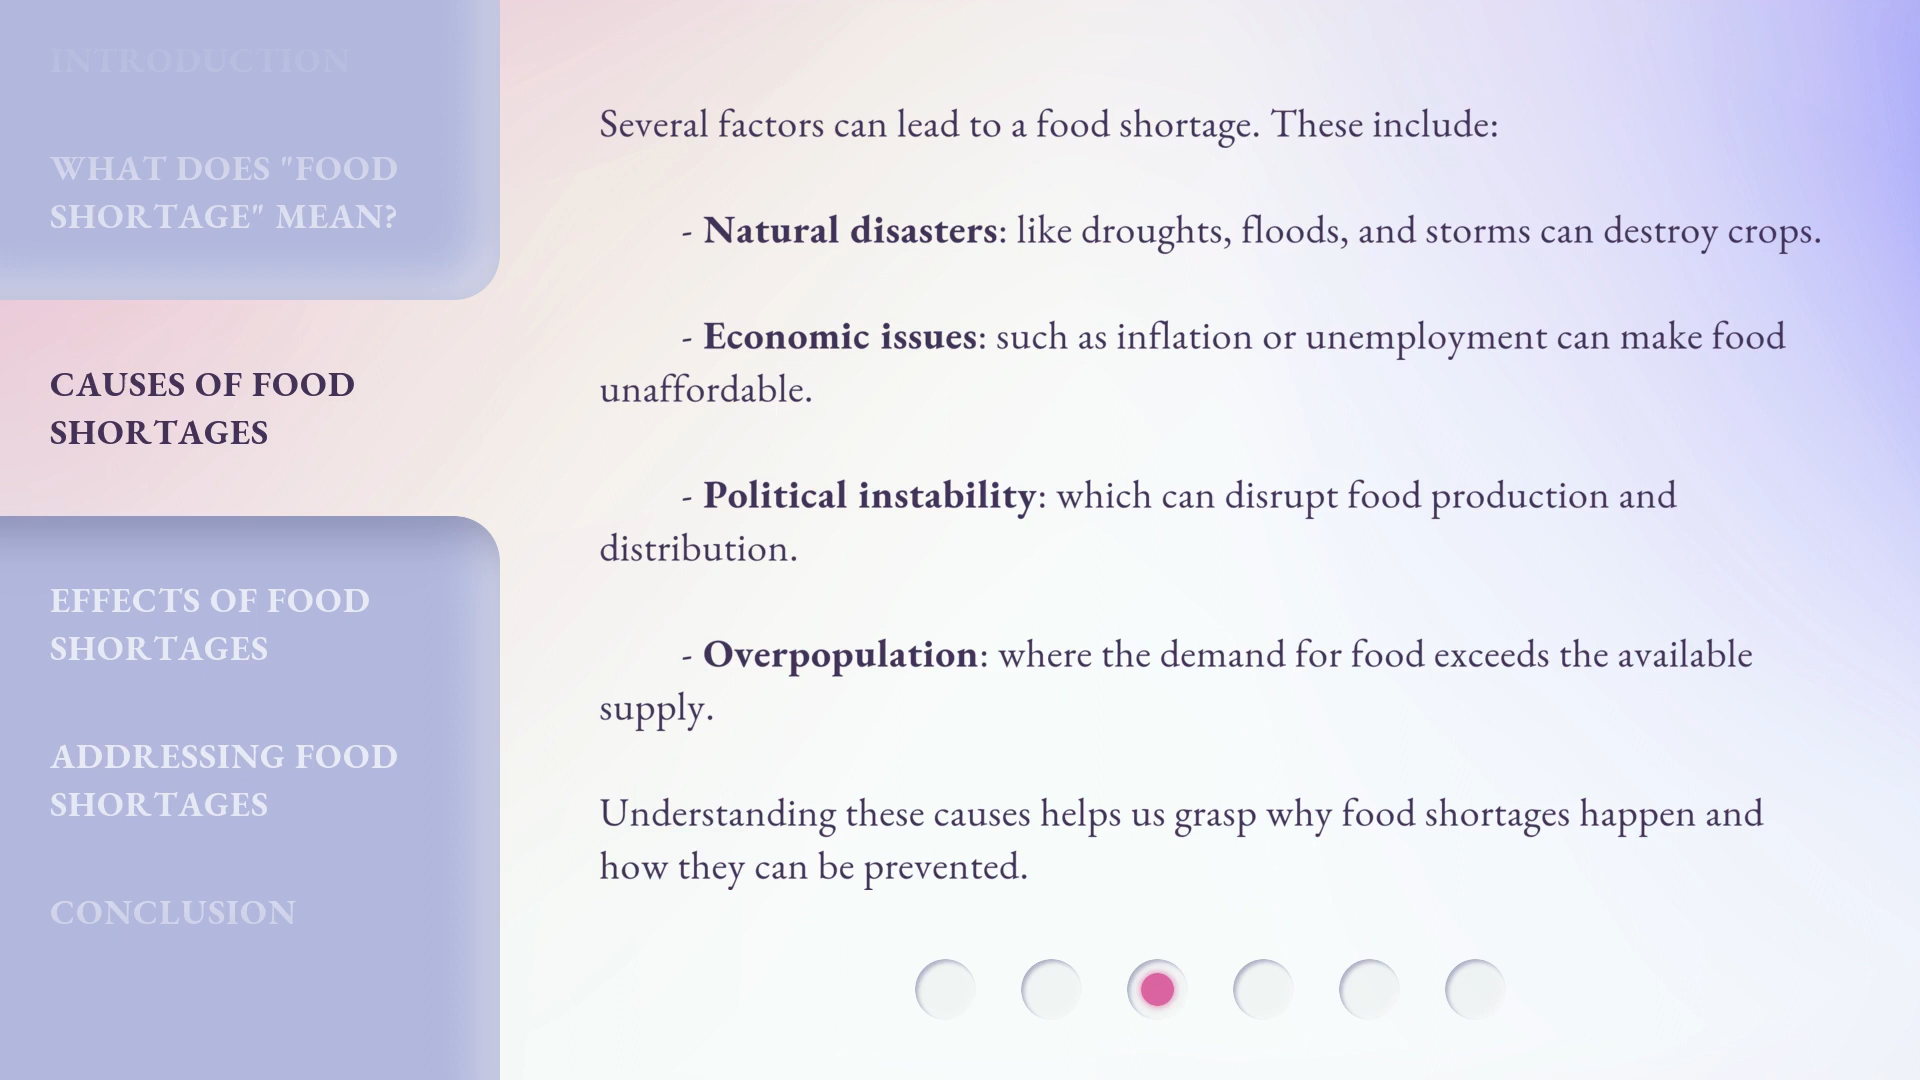 INTRODUCTION
WHAT DOES "FOOD
SHORTAGE" MEAN?
CAUSES OF FOOD
SHORTAGES
EFFECTS OF FOOD
SHORTAGES
ADDRESSING FOOD
SHORTAGES
CONCLUSION
Several factors can lead to a food shortage. These include:
- Natural disasters: like droughts, floods, and storms can destroy crops.
- Economic issues: such as inflation or unemployment can make food
unaffordable.
- Political instability: which can disrupt food production and
distribution.
- Overpopulation: where the demand for food exceeds the available
supply.
Understanding these causes helps us grasp why food shortages happen and
how they can be prevented.